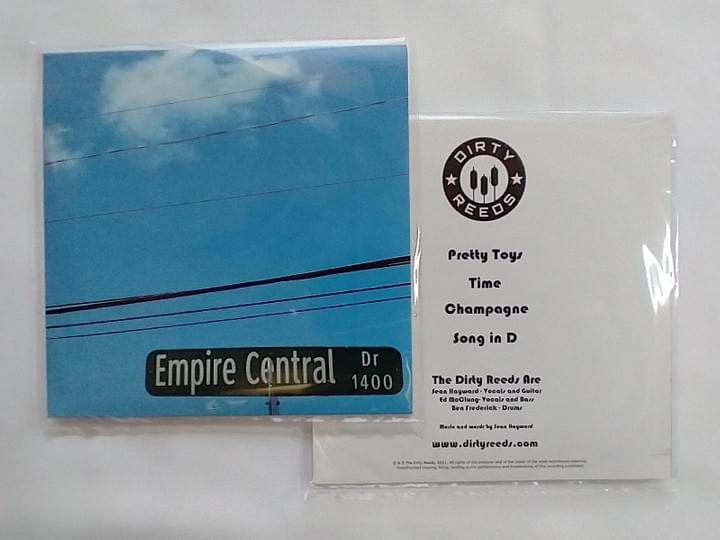 Empire Central Dr
1400
DIRTY
REEDS
Pretty Toys
Time
Champagne
Song in D
The Dirty Reeds Are
Sean Hayward - Vocals and Guitar
Ed McClung- Vocals and Bass
Ben Frederick - Drums
Music and words by Sean Hayward
www.dirtyreeds.com